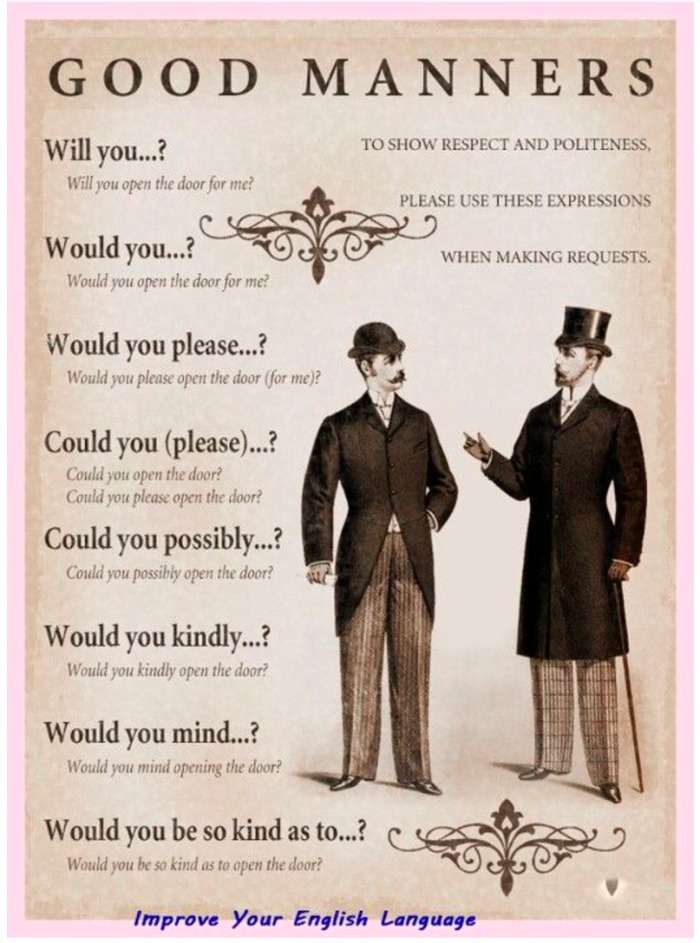 GOOD MANNERS
Will you...?
Will you open the door for me?
TO SHOW RESPECT AND POLITENESS,
PLEASE USE THESE EXPRESSIONS
WHEN MAKING REQUESTS.
Would you...?
Would you open the door for me?
Would you please...?
Would you please open the door (for me)?
Could you (please)...?
Could you open the door?
Could you please open the door?
Could you possibly...?
Could you possibly open the door?
Would you kindly...?
Would you kindly open the door?
Would you mind...?
Would you mind opening the door?
Would you be so kind as to...?
Would you be so kind as to open the door?
Improve Your English Language